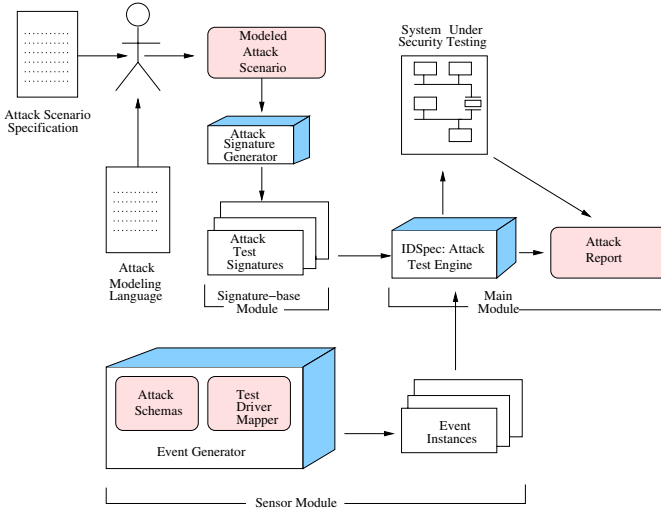 Attack Scenario
Specification
Modeled
Attack
Scenario
System Under
Security Testing
Attack
Signature
Generator
Attack
Modeling
Language
Attack
Test
Signatures
IDSpec: Attack
Test Engine
Attack
Report
Signature-base
Module
Main
Module
Attack
Schemas
Test
Driver
Mapper
Event Generator
Event
Instances
Sensor Module